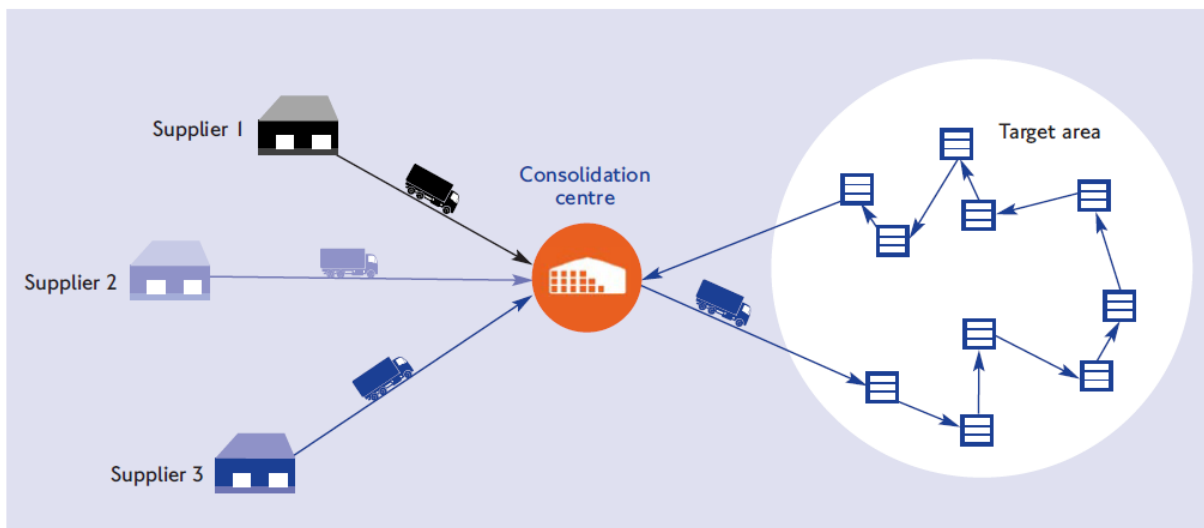 Supplier 1
Supplier 2
Supplier 3
Consolidation
centre
Target area